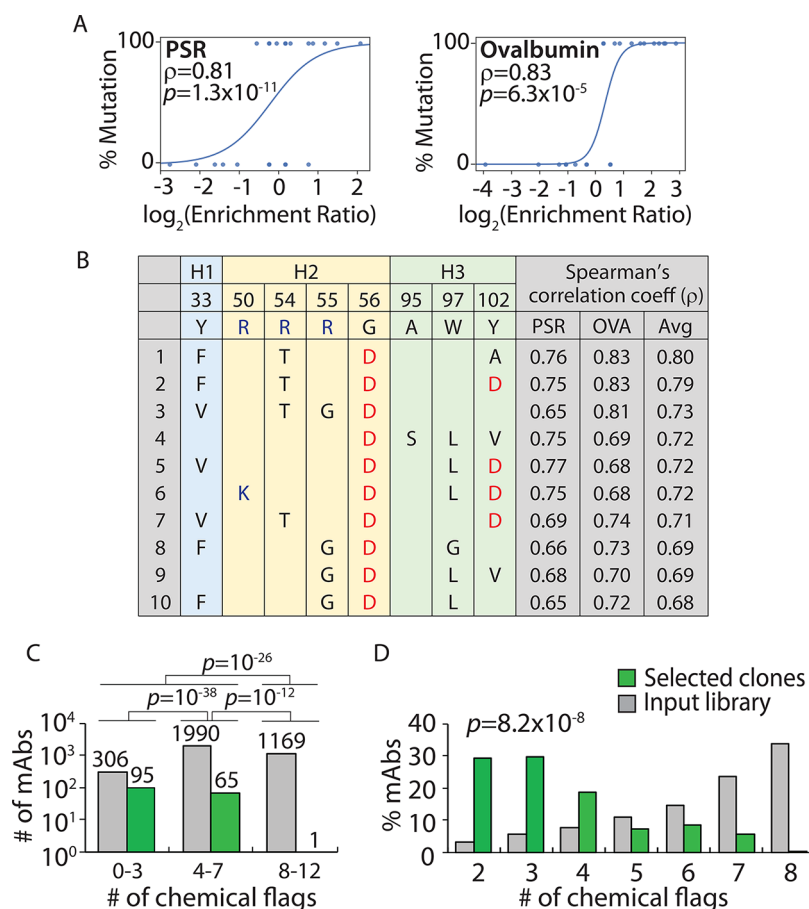 A
PSR
ρ=0.81
p=1.3x10⁻¹¹
% Mutation
100
0
-3 -2 -1 0 1 2
log₂(Enrichment Ratio)
Ovalbumin
ρ=0.83
p=6.3x10⁻⁵
% Mutation
100
0
-4 -3 -2 -1 0 1 2 3
log₂(Enrichment Ratio)
B
H1 H2 H3 Spearman's
correlation coeff (ρ)
33 50 54 55 56 95 97 102
Y R R R G A W Y PSR OVA Avg
1 F T D A 0.76 0.83 0.80
2 F T D D 0.75 0.83 0.79
3 V T G D 0.65 0.81 0.73
4 D S L V 0.75 0.69 0.72
5 V D L D 0.77 0.68 0.72
6 K D L D 0.75 0.68 0.72
7 V T D D 0.69 0.74 0.71
8 F G D G 0.66 0.73 0.69
9 G D L V 0.68 0.70 0.69
10 F G D L 0.65 0.72 0.68
C
p=10⁻²⁶
p=10⁻³⁸ p=10⁻¹²
# of mAbs
10⁴
10³
10²
10¹
10⁰
306 95 1990 65 1169 1
0-3 4-7 8-12
# of chemical flags
D
Selected clones
Input library
p=8.2x10⁻⁸
% mAbs
40
30
20
10
0
2 3 4 5 6 7 8
# of chemical flags